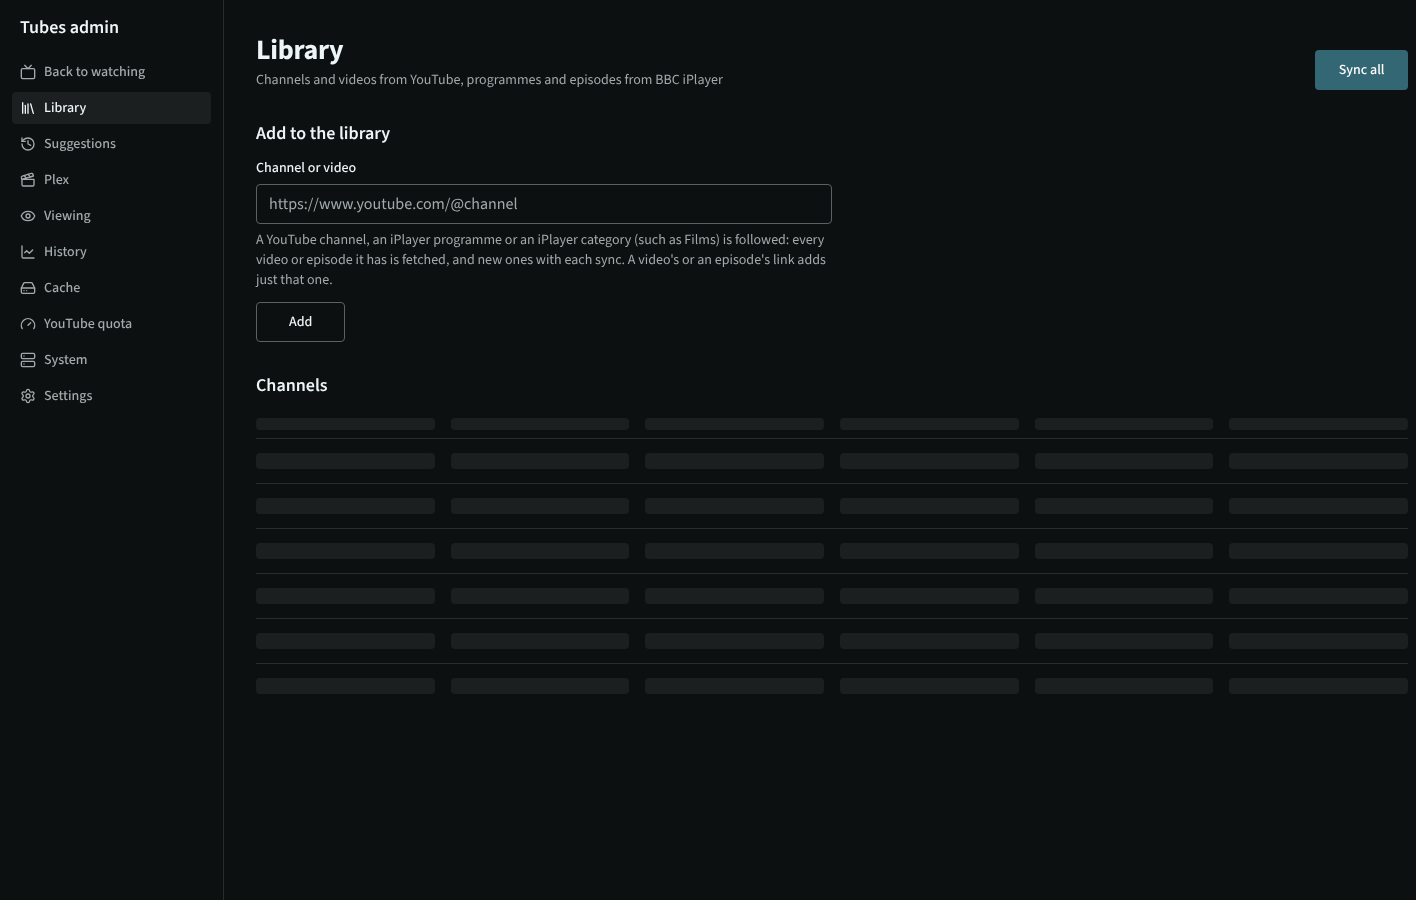 Tubes admin
Back to watching
Library
Suggestions
Plex
Viewing
History
Cache
YouTube quota
System
Settings
Library
Channels and videos from YouTube, programmes and episodes from BBC iPlayer
Sync all
Add to the library
Channel or video
https://www.youtube.com/@channel
A YouTube channel, an iPlayer programme or an iPlayer category (such as Films) is followed: every
video or episode it has is fetched, and new ones with each sync. A video's or an episode's link adds
just that one.
Add
Channels